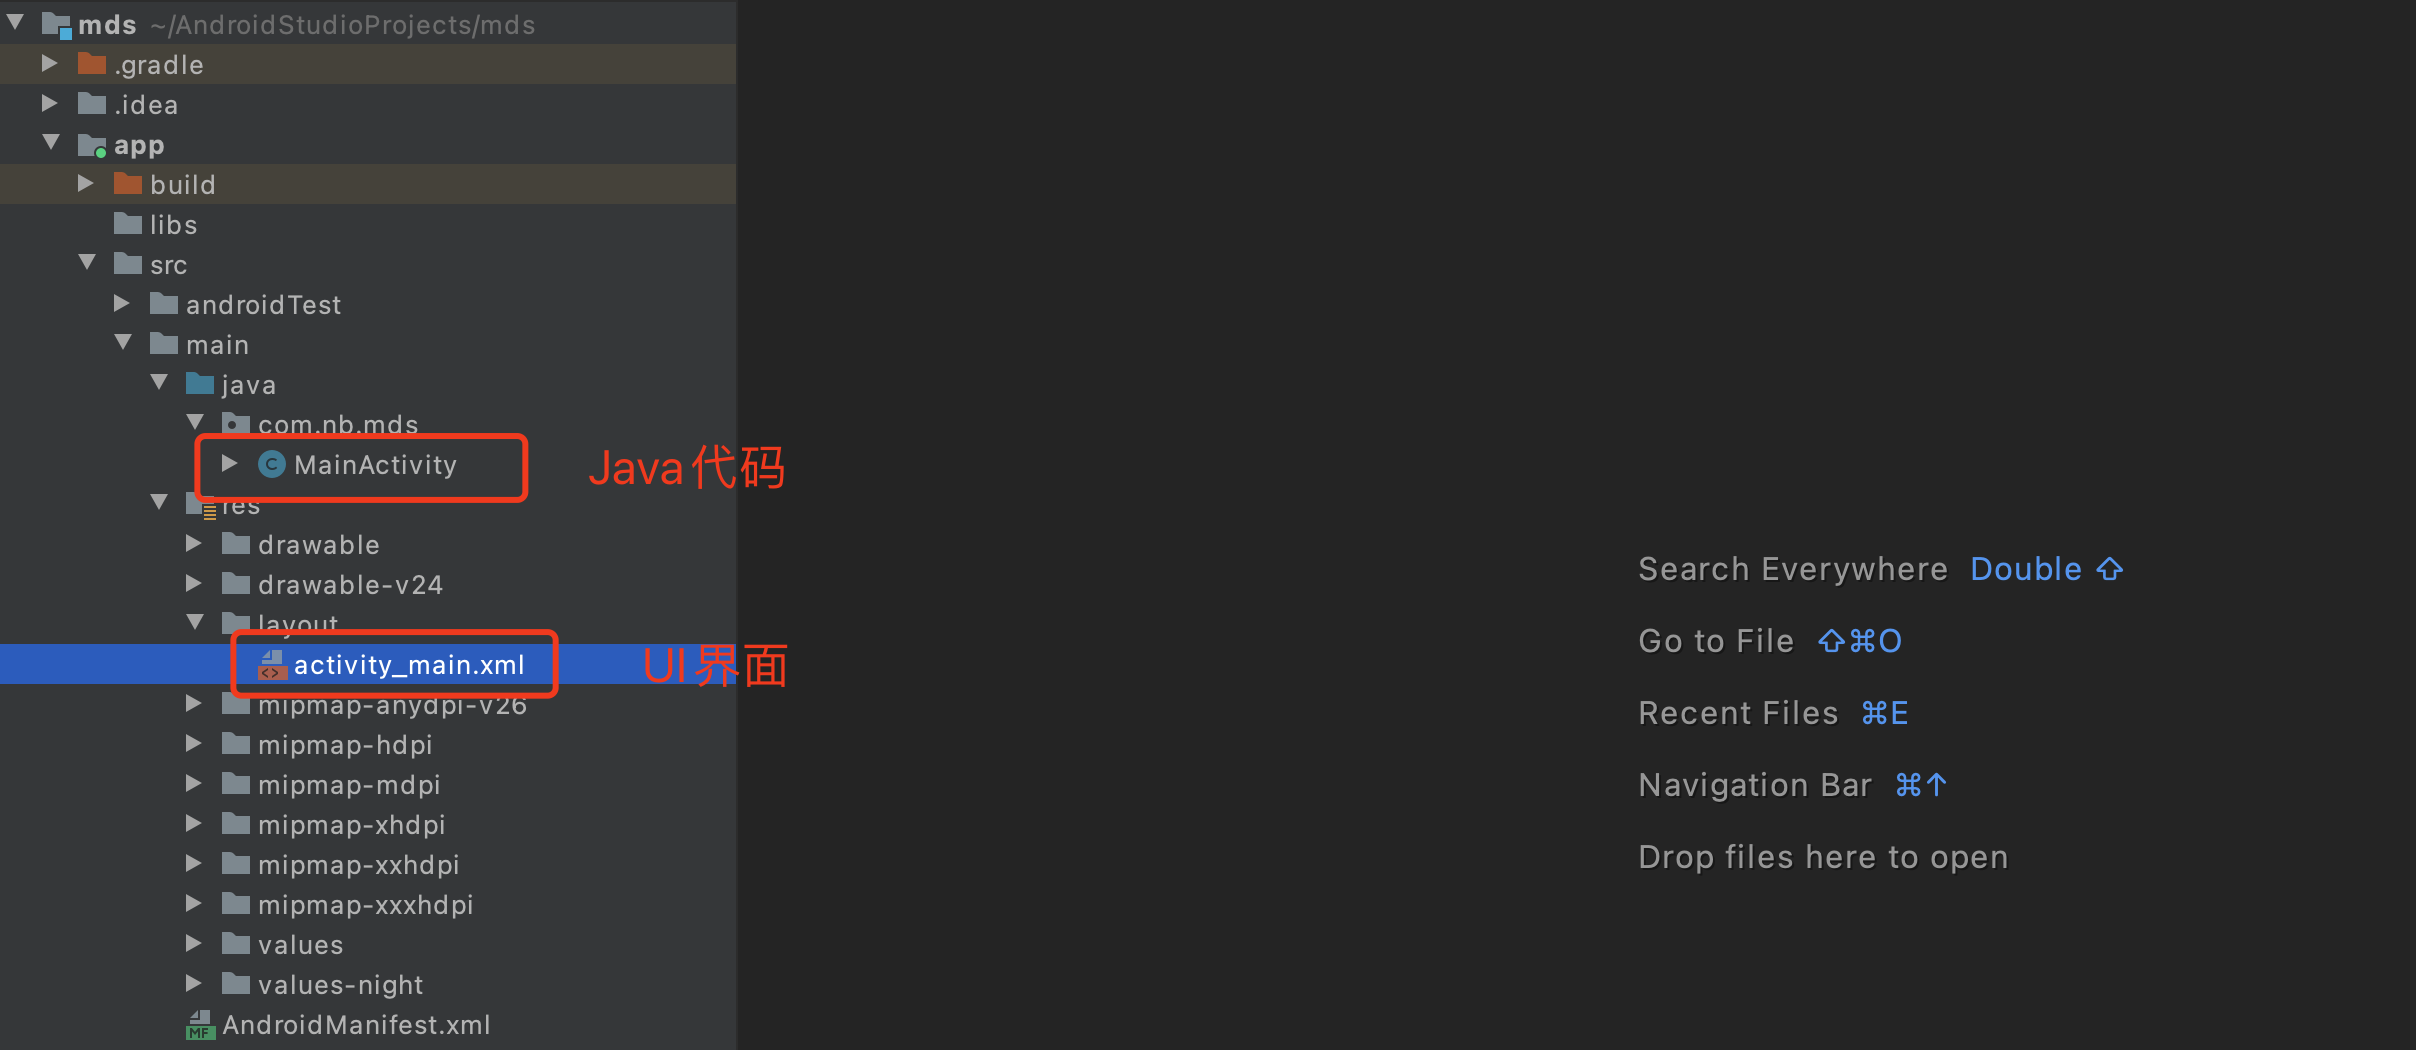 mds ~/AndroidStudioProjects/mds
.gradle
.idea
app
build
libs
src
androidTest
main
java
com.nb.mds
MainActivity
Java代码
res
drawable
drawable-v24
layout
activity_main.xml
UI界面
mipmap-anydpi-v26
mipmap-hdpi
mipmap-mdpi
mipmap-xhdpi
mipmap-xxhdpi
mipmap-xxxhdpi
values
values-night
AndroidManifest.xml
Search Everywhere Double ⇧
Go to File ⇧⌘O
Recent Files ⌘E
Navigation Bar ⌘↑
Drop files here to open